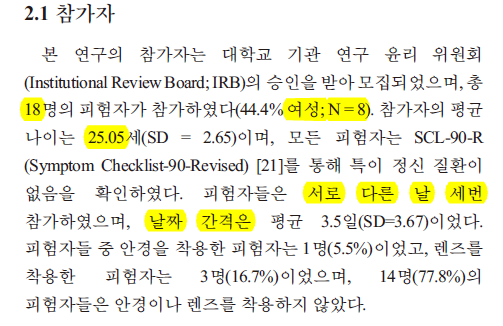 2.1 참가자
본 연구의 참가자는 대학교 기관 연구 윤리 위원회
(Institutional Review Board; IRB)의 승인을 받아 모집되었으며, 총
18명의 피험자가 참가하였다(44.4% 여성; N = 8). 참가자의 평균
나이는 25.05세(SD = 2.65)이며, 모든 피험자는 SCL-90-R
(Symptom Checklist-90-Revised) [21]를 통해 특이 정신 질환이
없음을 확인하였다. 피험자들은 서로 다른 날 세번
참가하였으며, 날짜 간격은 평균 3.5일(SD=3.67)이었다.
피험자들 중 안경을 착용한 피험자는 1명(5.5%)이었고, 렌즈를
착용한 피험자는 3명(16.7%)이었으며, 14명(77.8%)의
피험자들은 안경이나 렌즈를 착용하지 않았다.